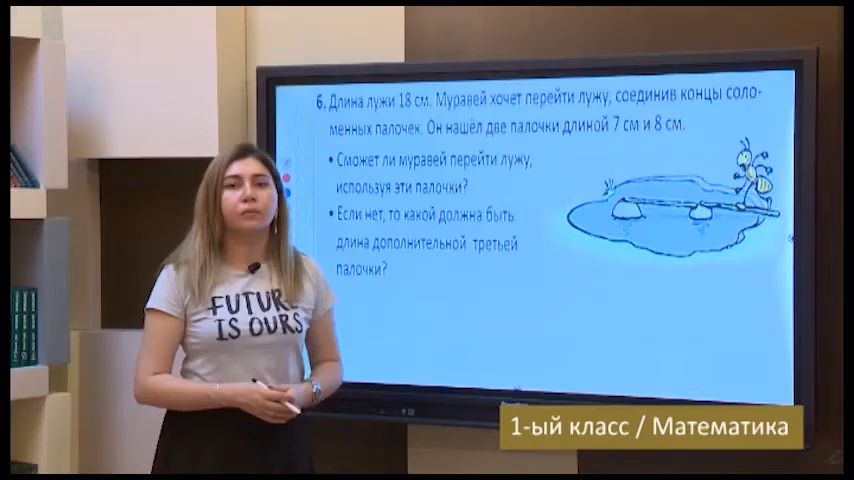 6. Длина лужи 18 см. Муравей хочет перейти лужу, соединив концы соло-
менных палочек. Он нашёл две палочки длиной 7 см и 8 см.
• Сможет ли муравей перейти лужу,
используя эти палочки?
• Если нет, то какой должна быть
длина дополнительной третьей
палочки?
FUTURE
IS OURS
1-ый класс / Математика